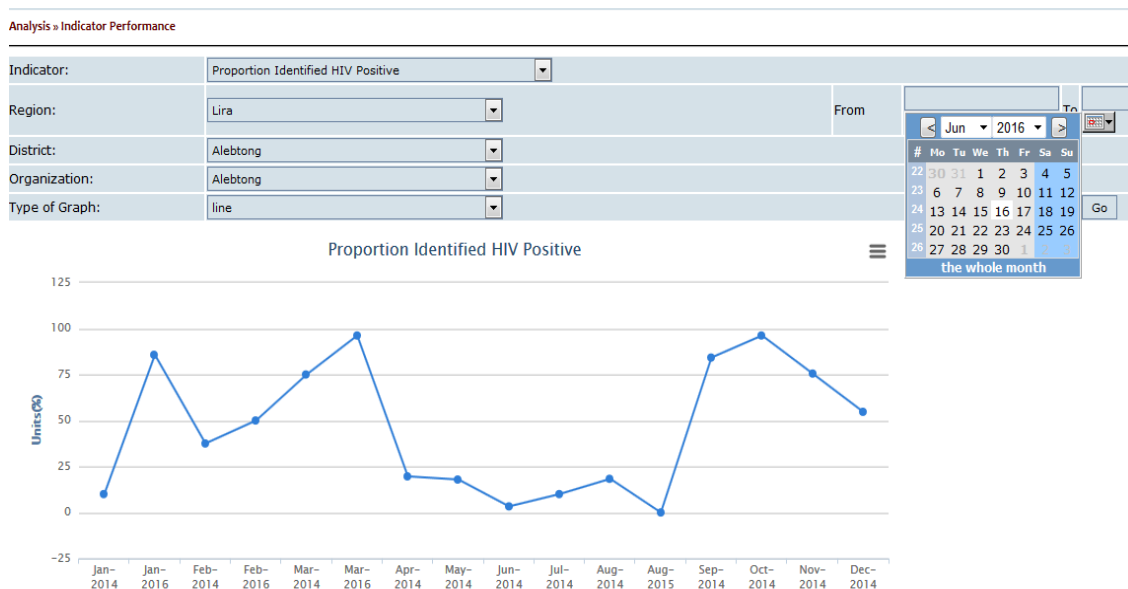 Analysis » Indicator Performance
Indicator: Proportion Identified HIV Positive
Region: Lira From To
District: Alebtong
Organization: Alebtong
Type of Graph: line Go
< Jun 2016 >
# Mo Tu We Th Fr Sa Su
22 30 31 1 2 3 4 5
23 6 7 8 9 10 11 12
24 13 14 15 16 17 18 19
25 20 21 22 23 24 25 26
26 27 28 29 30 1 2 3
the whole month
Proportion Identified HIV Positive
Units(%)
125
100
75
50
25
0
−25
Jan- Jan- Feb- Feb- Mar- Mar- Apr- May- Jun- Jul- Aug- Aug- Sep- Oct- Nov- Dec-
2014 2016 2014 2016 2014 2016 2014 2014 2014 2014 2014 2015 2014 2014 2014 2014